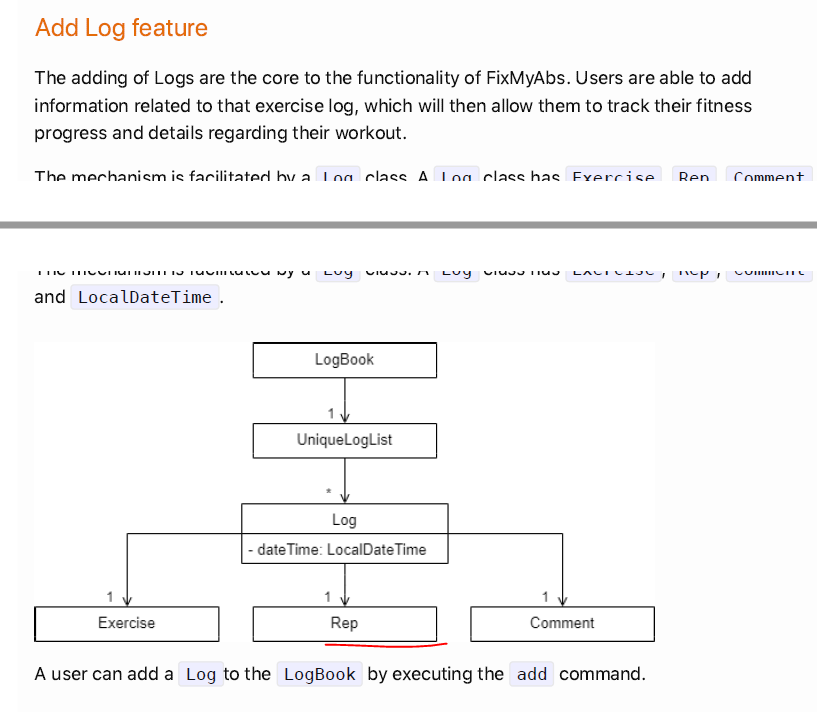 Add Log feature
The adding of Logs are the core to the functionality of FixMyAbs. Users are able to add
information related to that exercise log, which will then allow them to track their fitness
progress and details regarding their workout.
The mechanism is facilitated by a Log class. A Log class has Exercise Rep Comment
The mechanism is facilitated by a Log class. A Log class has Exercise, Rep, Comment
and LocalDateTime.
LogBook
1
UniqueLogList
*
Log
- dateTime: LocalDateTime
1 1 1
Exercise Rep Comment
A user can add a Log to the LogBook by executing the add command.